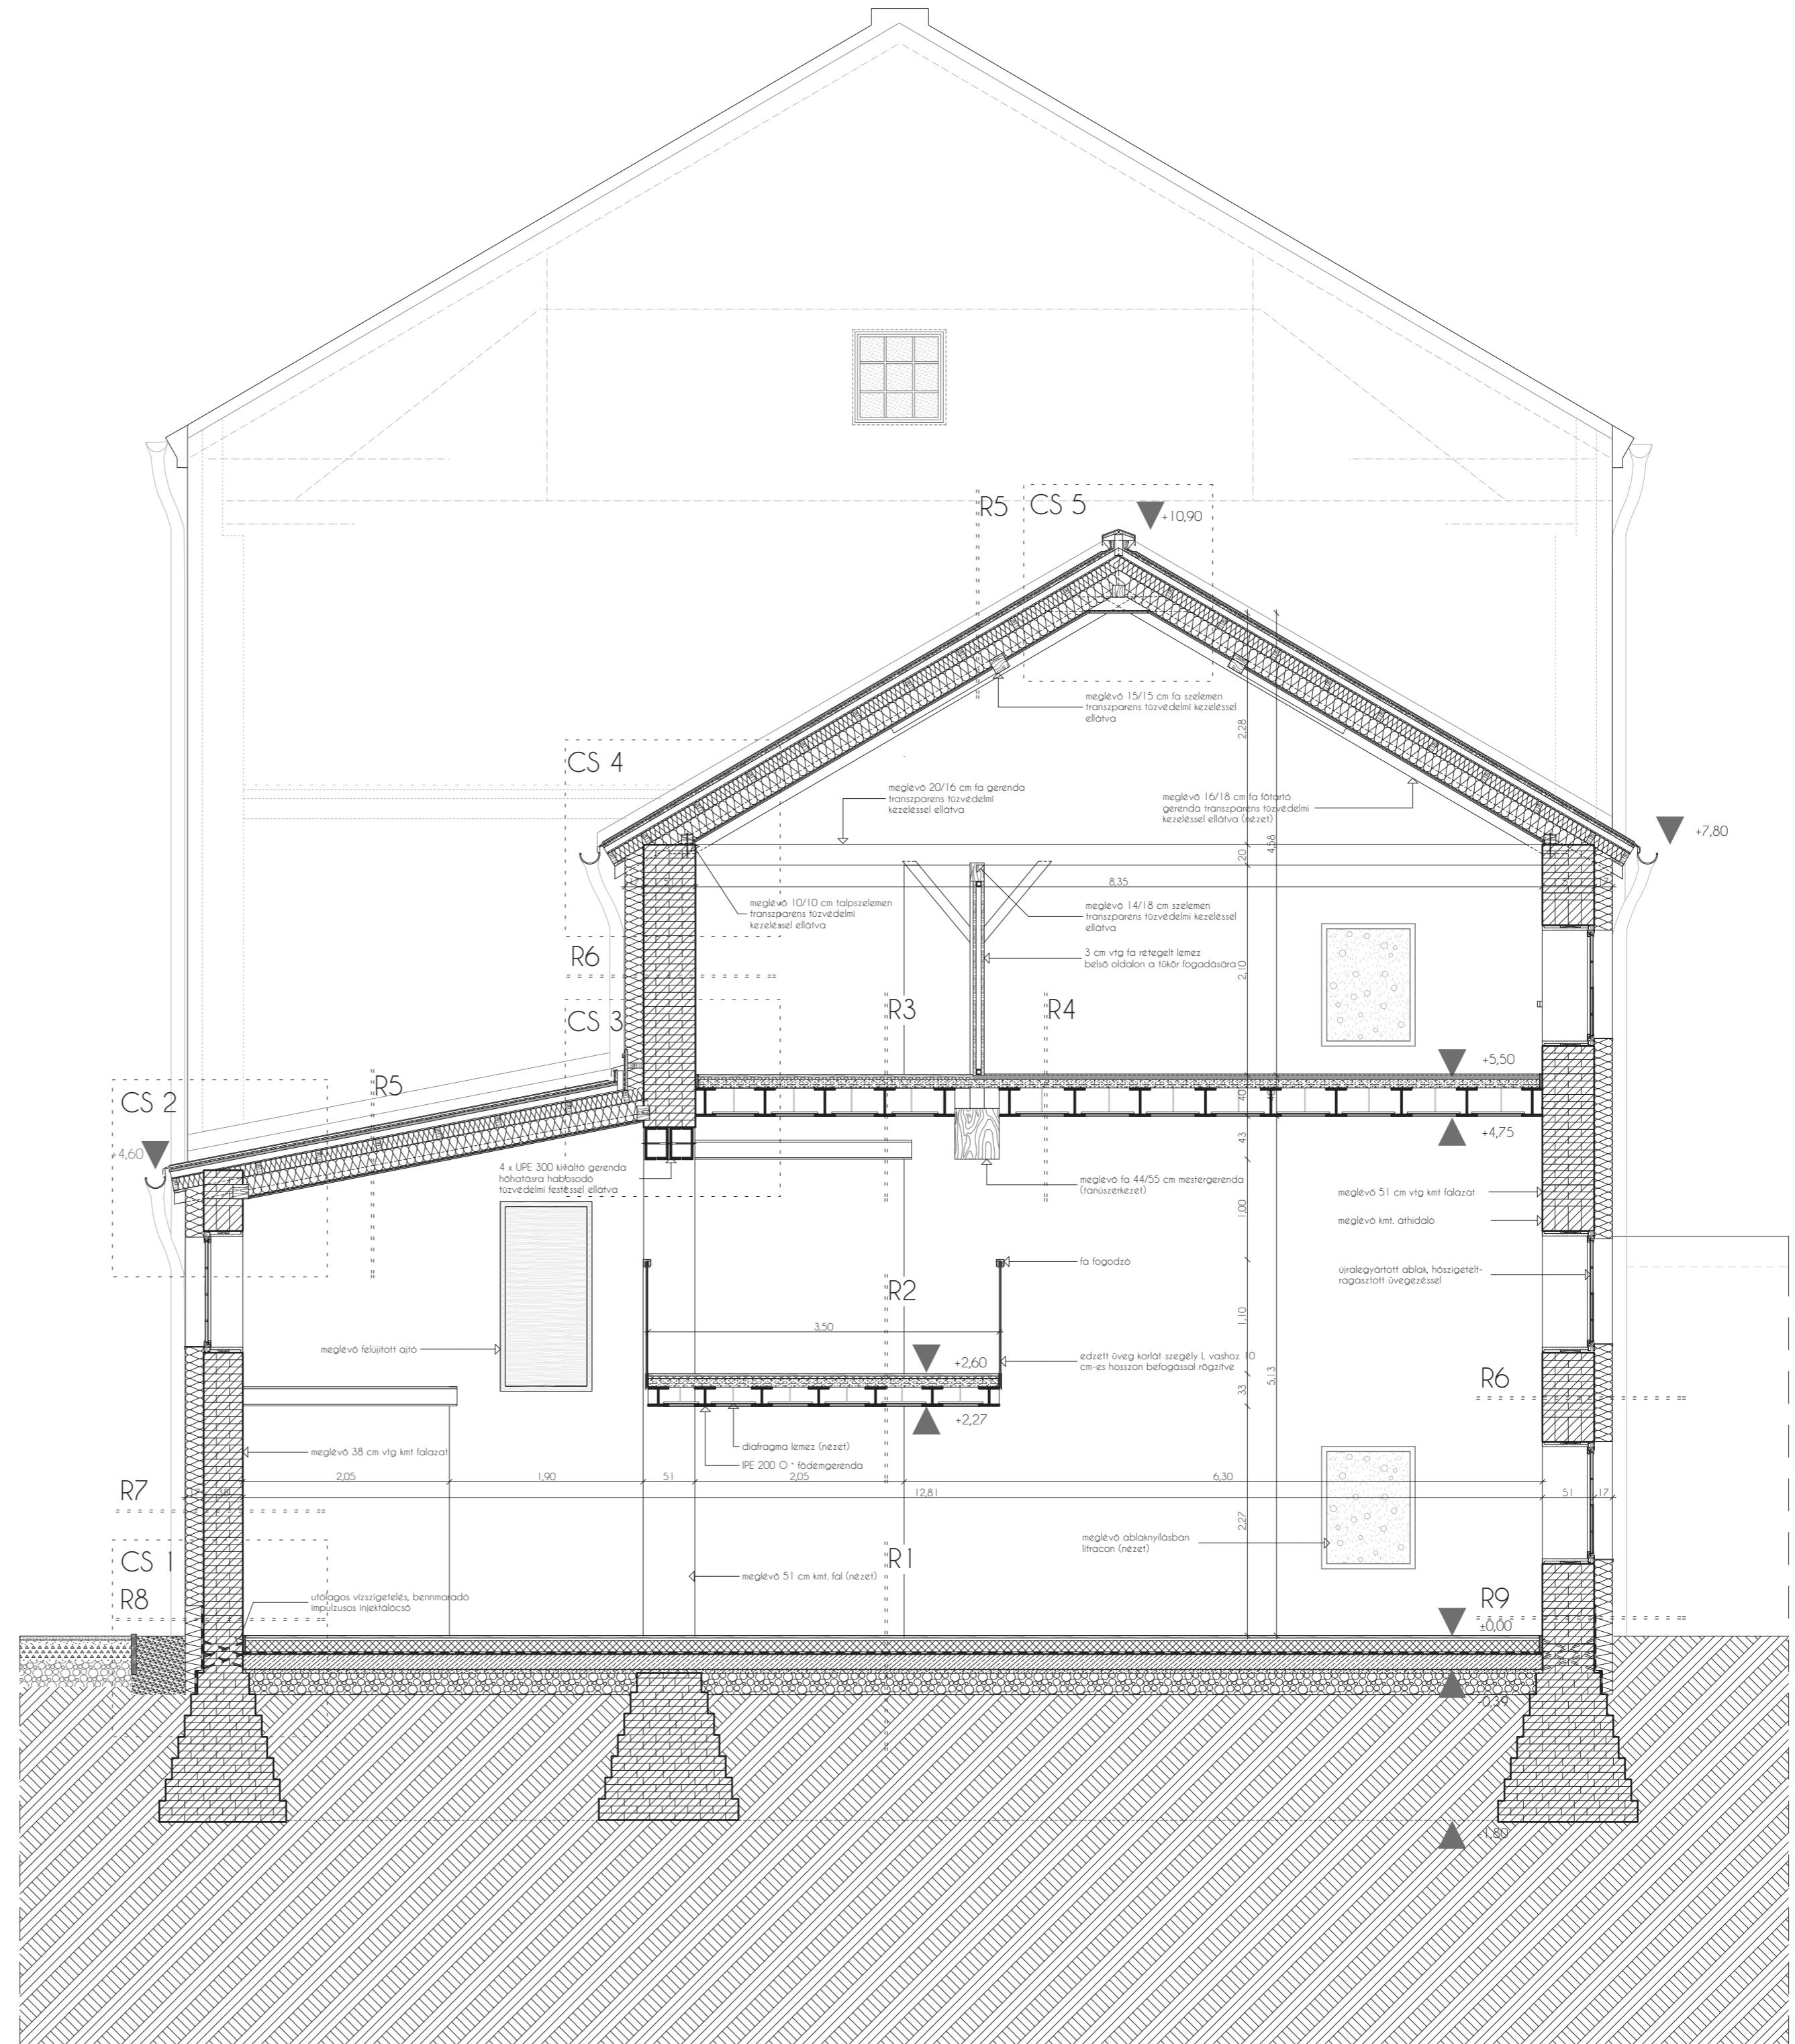 R5
CS 5
+10,90
meglévő 15/15 cm fa szelemen
transzparens tűzvédelmi kezeléssel
ellátva
2,28
CS 4
meglévő 20/16 cm fa gerenda
transzparens tűzvédelmi
kezeléssel ellátva
meglévő 16/18 cm fa főtartó
gerenda transzparens tűzvédelmi
kezeléssel ellátva (nézet)
+7,80
20
4,58
8,35
meglévő 10/10 cm talpszelemen
transzparens tűzvédelmi
kezeléssel ellátva
meglévő 14/18 cm szelemen
transzparens tűzvédelmi kezeléssel
ellátva
R6
3 cm vtg fa rétegelt lemez
belső oldalon a tükör fogadására
2,10
CS 3
R3
R4
+5,50
R5
CS 2
40
+4,75
43
+4,60
4 x UPE 300 kiváltó gerenda
hőhatásra habosodó
tűzvédelmi festéssel ellátva
meglévő fa 44/55 cm mestergerenda
(tanúszerkezet)
meglévő 51 cm vtg kmt falazat
1,00
meglévő kmt. áthidaló
fa fogodzó
újralegyártott ablak, hőszigetelt-
ragasztott üvegezéssel
R2
1,10
3,50
meglévő felújított ajtó
+2,60
edzett üveg korlát szegély L vashoz 10
cm-es hosszon befogással rögzítve
5,13
R6
33
+2,27
diafragma lemez (nézet)
meglévő 38 cm vtg kmt falazat
IPE 200 O * födémgerenda
2,05
1,90
51
2,05
6,30
R7
38
12,81
51
17
2,27
meglévő ablaknyílásban
litracon (nézet)
CS 1
R1
meglévő 51 cm kmt. fal (nézet)
R8
utólagos vízszigetelés, bennmaradó
impulzusos injektálócső
R9
±0,00
-0,39
-1,80